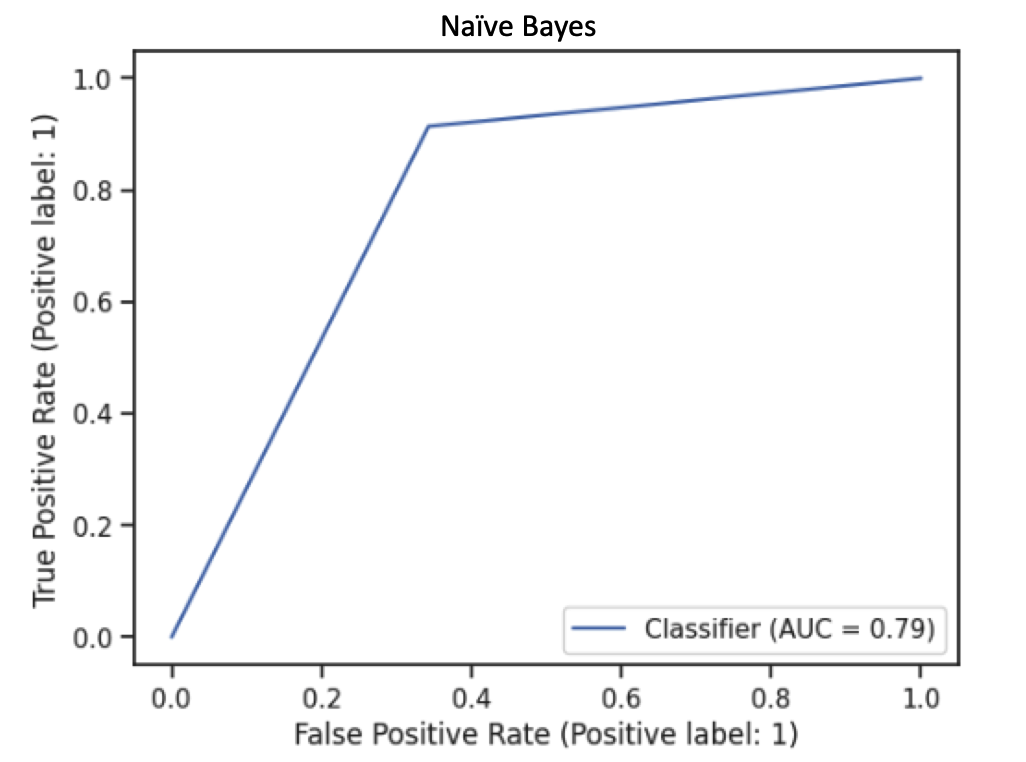 Naïve Bayes
True Positive Rate (Positive label: 1)
1.0
0.8
0.6
0.4
0.2
0.0
Classifier (AUC = 0.79)
0.0 0.2 0.4 0.6 0.8 1.0
False Positive Rate (Positive label: 1)